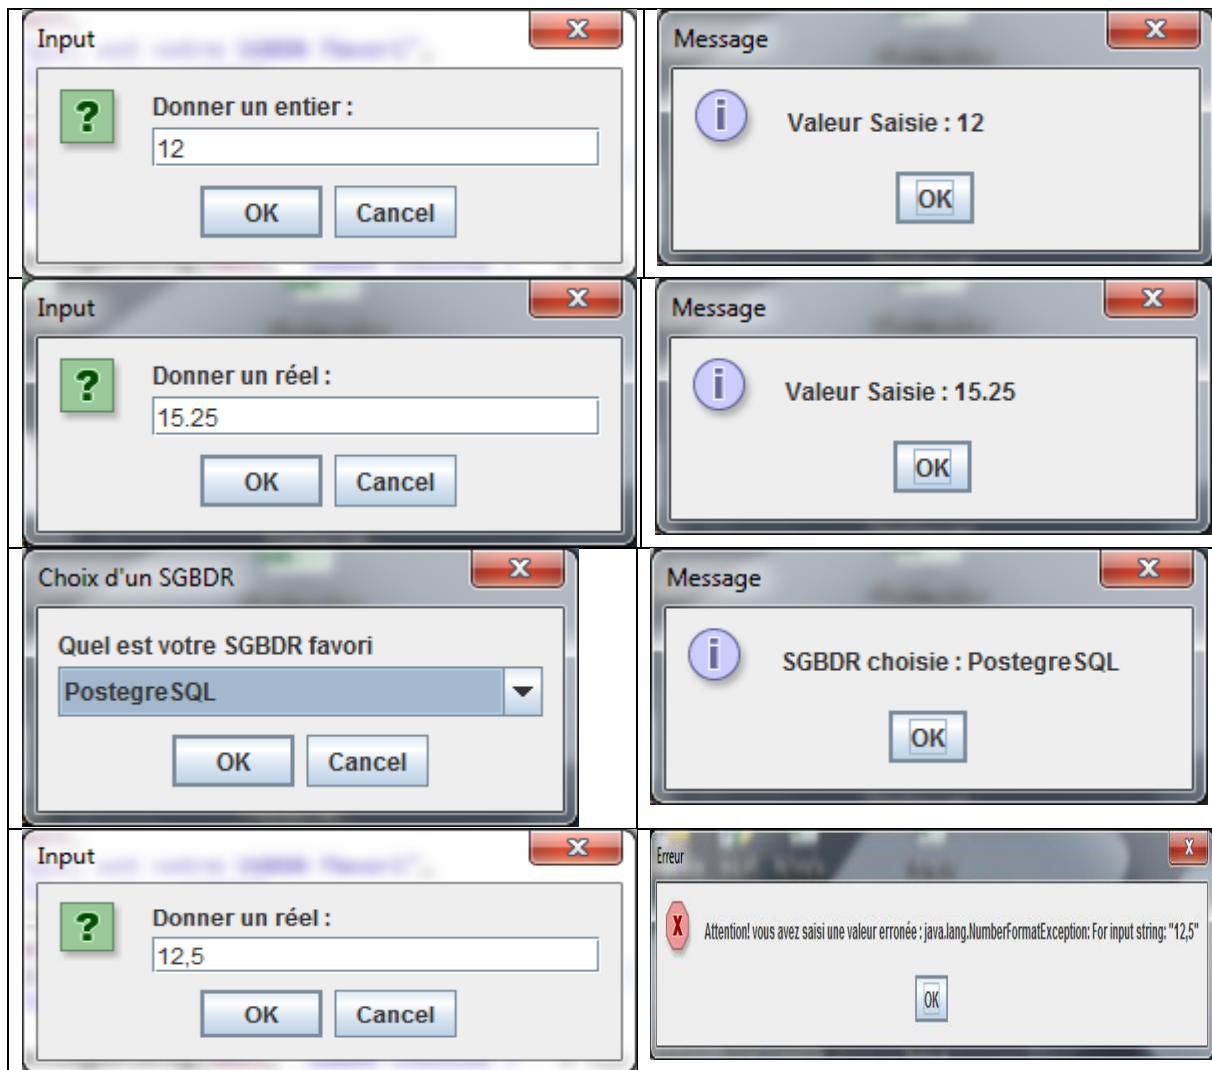 Input
Donner un entier :
12
OK Cancel
Message
Valeur Saisie : 12
OK
Input
Donner un réel :
15.25
OK Cancel
Message
Valeur Saisie : 15.25
OK
Choix d'un SGBDR
Quel est votre SGBDR favori
PostegreSQL
OK Cancel
Message
SGBDR choisie : PostegreSQL
OK
Input
Donner un réel :
12,5
OK Cancel
Erreur
Attention! vous avez saisi une valeur erronée : java.lang.NumberFormatException: For input string: "12,5"
OK